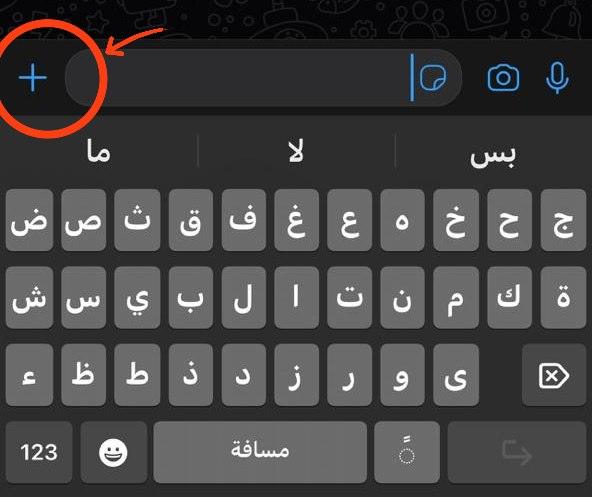 بس لا ما
ض ص ث ق ف غ ع ه خ ح ج
ش س ي ب ل ا ت ن م ك ة
ء ظ ط ذ د ز ر و ى
123 مسافة